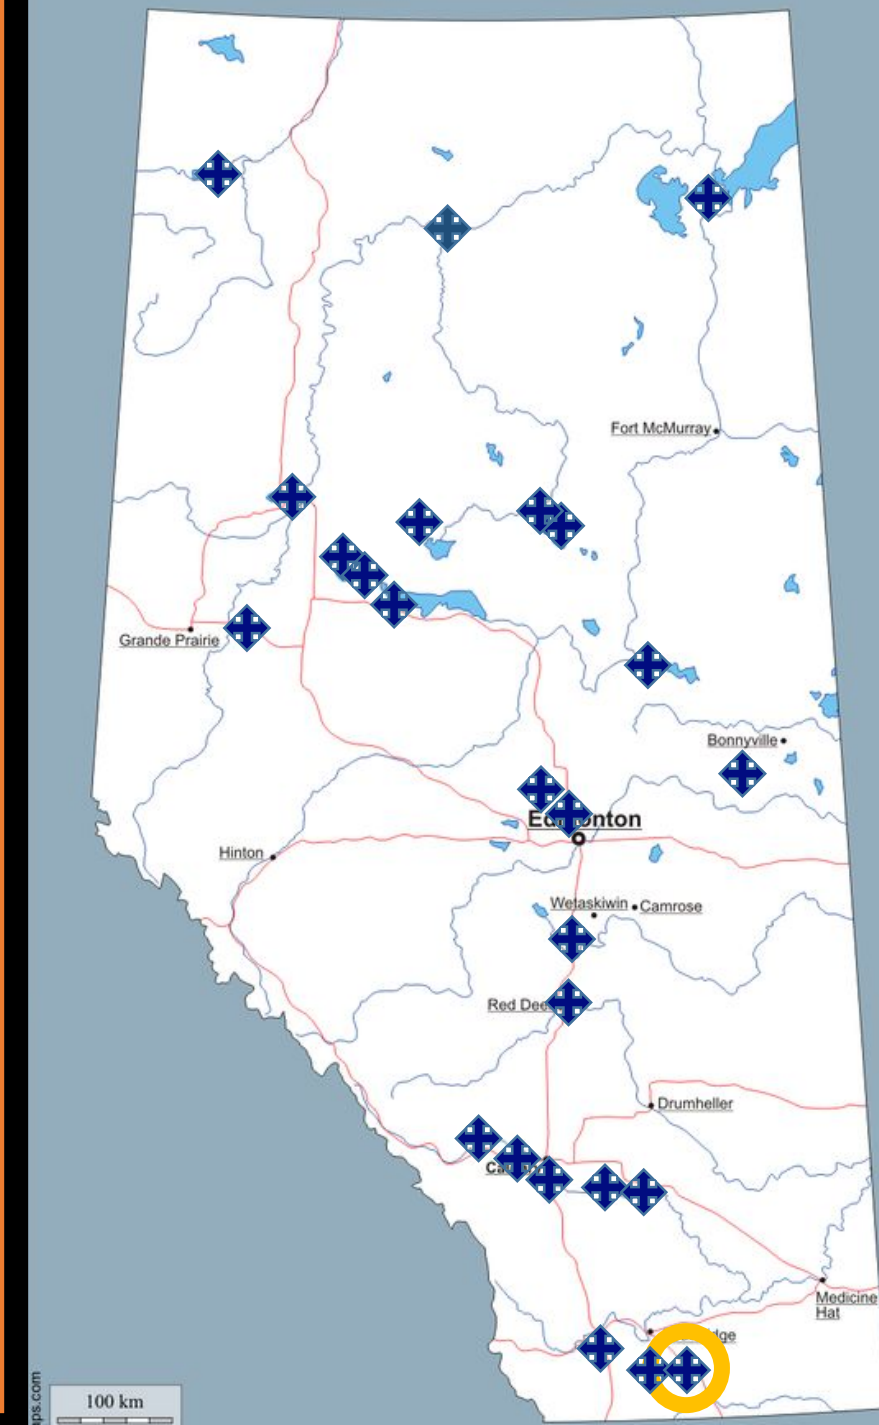 Fort McMurray
Grande Prairie
Bonnyville
Hinton
Wetaskiwin
Camrose
Drumheller
Medicine
Hat
100 km